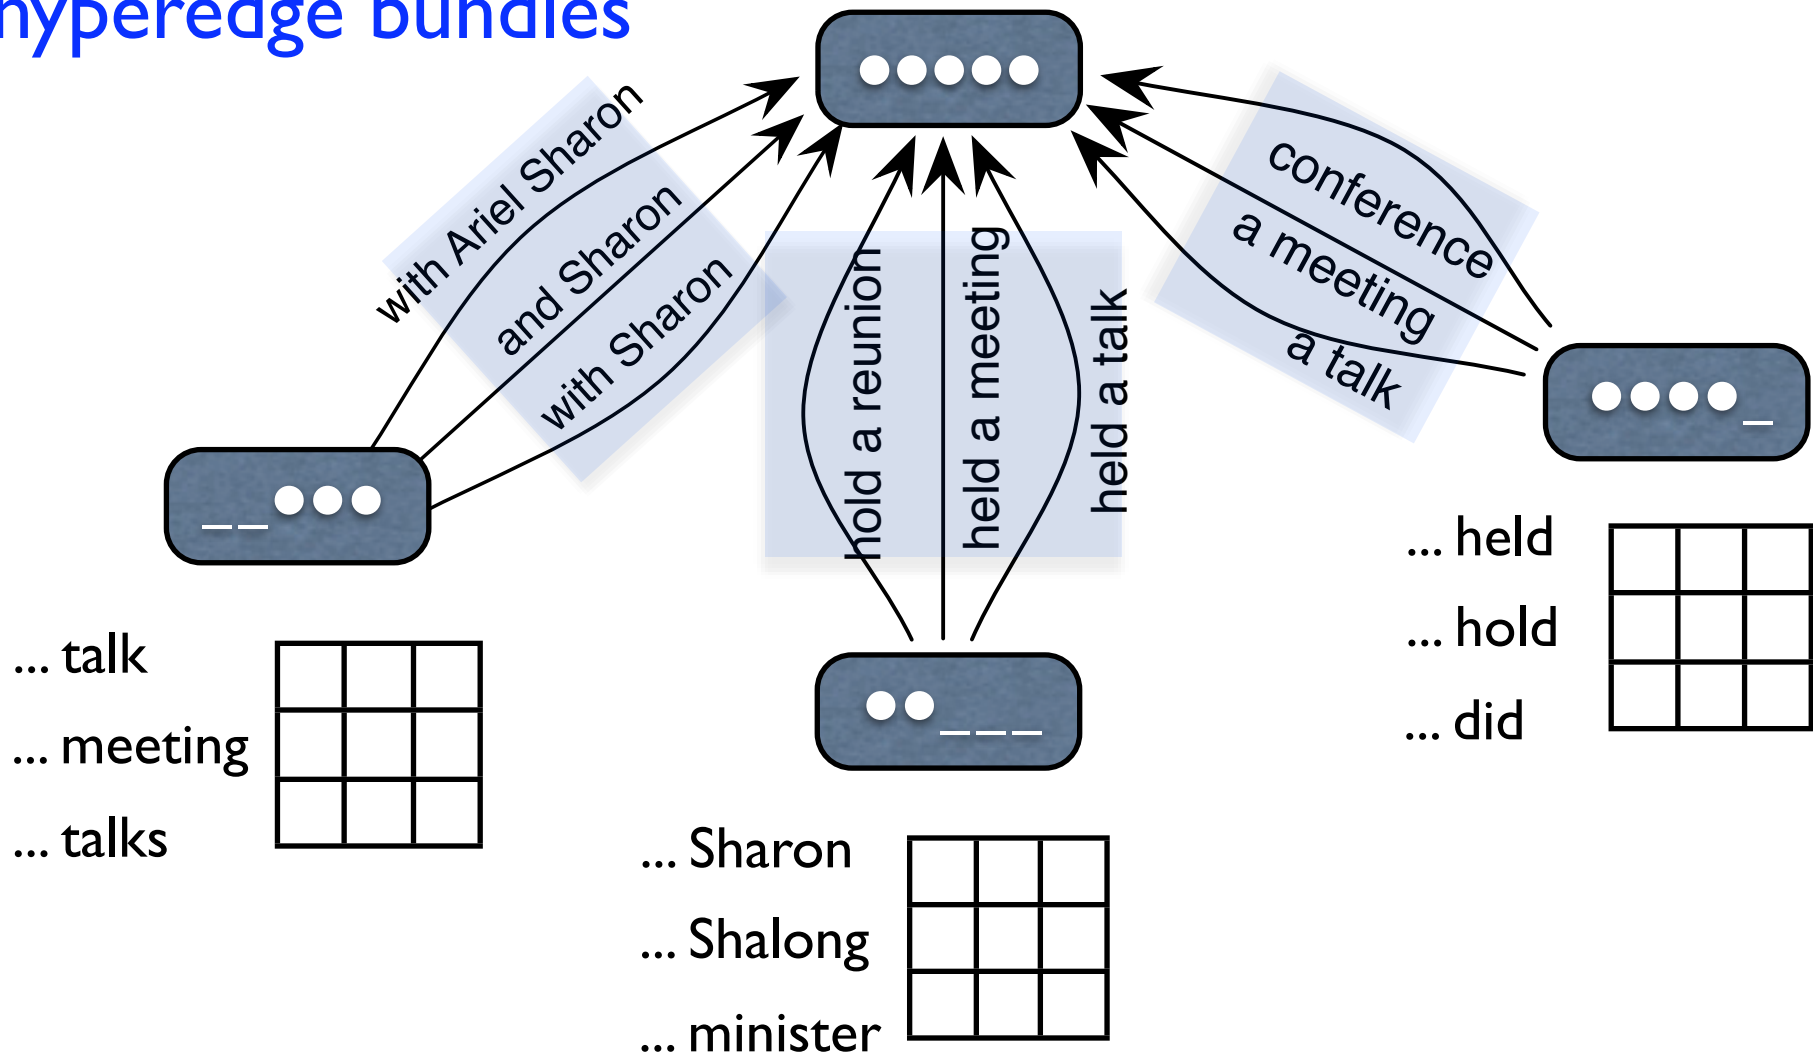 hyperedge bundles
with Ariel Sharon
and Sharon
with Sharon
hold a reunion
held a meeting
held a talk
conference
a meeting
a talk
... talk
... meeting
... talks
... Sharon
... Shalong
... minister
... held
... hold
... did